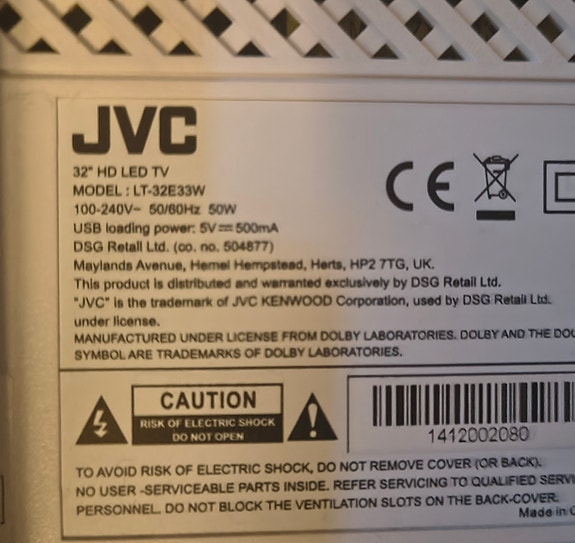 JVC
32" HD LED TV
MODEL : LT-32E33W
100-240V~ 50/60Hz 50W
USB loading power: 5V⎓500mA
DSG Retail Ltd. (co. no. 504877)
Maylands Avenue, Hemel Hempstead, Herts, HP2 7TG, UK.
This product is distributed and warranted exclusively by DSG Retail Ltd.
"JVC" is the trademark of JVC KENWOOD Corporation, used by DSG Retail Ltd.
under license.
MANUFACTURED UNDER LICENSE FROM DOLBY LABORATORIES. DOLBY AND THE DOU
SYMBOL ARE TRADEMARKS OF DOLBY LABORATORIES.
CE
CAUTION
RISK OF ELECTRIC SHOCK
DO NOT OPEN
1412002080
TO AVOID RISK OF ELECTRIC SHOCK, DO NOT REMOVE COVER (OR BACK).
NO USER -SERVICEABLE PARTS INSIDE. REFER SERVICING TO QUALIFIED SERVI
PERSONNEL. DO NOT BLOCK THE VENTILATION SLOTS ON THE BACK-COVER.
Made in